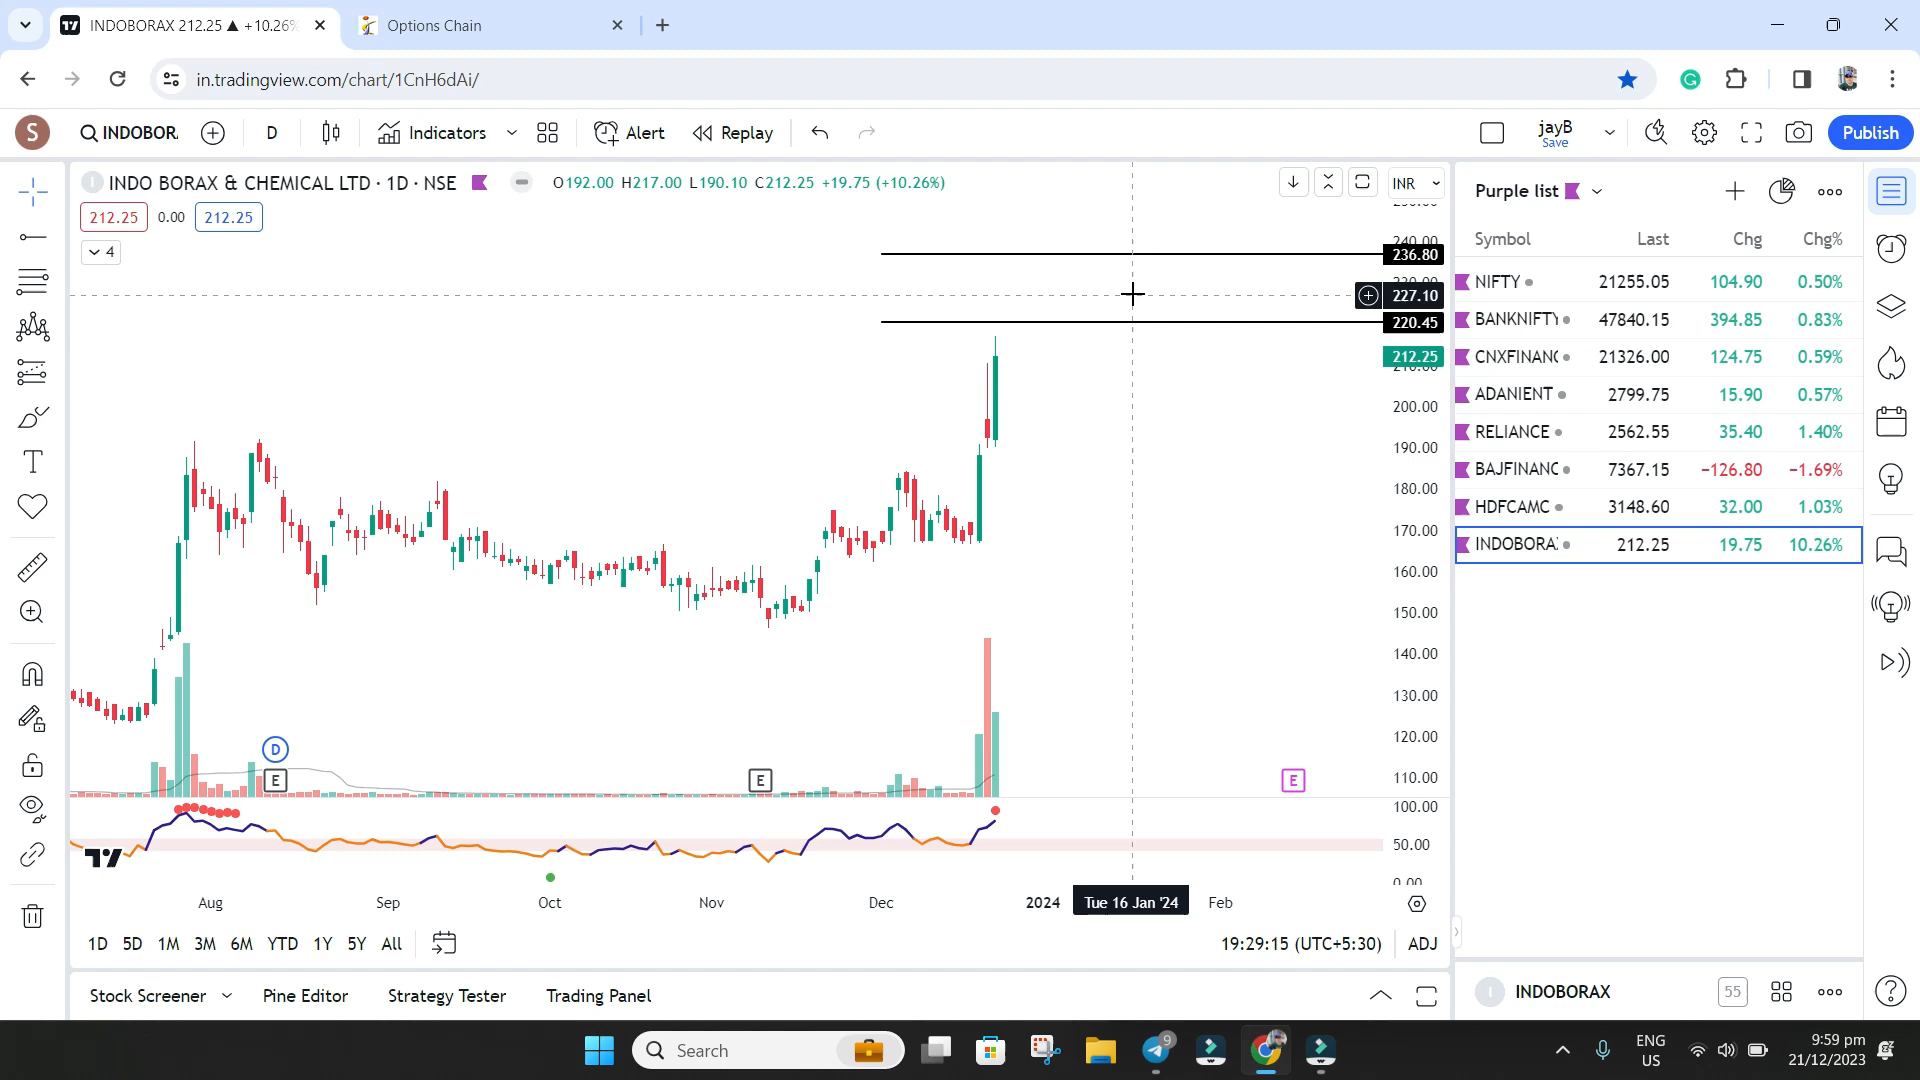 INDOBORAX 212.25 ▲ +10.26%
Options Chain
in.tradingview.com/chart/1CnH6dAi/
S
INDOBOR
D
Indicators
Alert
Replay
jayB
Save
Publish
INDO BORAX & CHEMICAL LTD · 1D · NSE
O192.00 H217.00 L190.10 C212.25 +19.75 (+10.26%)
INR
212.25
0.00
212.25
4
240.00
236.80
227.10
220.45
212.25
210.00
200.00
190.00
180.00
170.00
160.00
150.00
140.00
130.00
120.00
110.00
100.00
50.00
0.00
D
E
E
E
Aug
Sep
Oct
Nov
Dec
2024
Tue 16 Jan '24
Feb
1D
5D
1M
3M
6M
YTD
1Y
5Y
All
19:29:15 (UTC+5:30)
ADJ
Stock Screener
Pine Editor
Strategy Tester
Trading Panel
Purple list
Symbol Last Chg Chg%
NIFTY 21255.05 104.90 0.50%
BANKNIFTY 47840.15 394.85 0.83%
CNXFINANC 21326.00 124.75 0.59%
ADANIENT 2799.75 15.90 0.57%
RELIANCE 2562.55 35.40 1.40%
BAJFINANC 7367.15 −126.80 −1.69%
HDFCAMC 3148.60 32.00 1.03%
INDOBORA 212.25 19.75 10.26%
I
INDOBORAX
55
Search
9
ENG
US
9:59 pm
21/12/2023